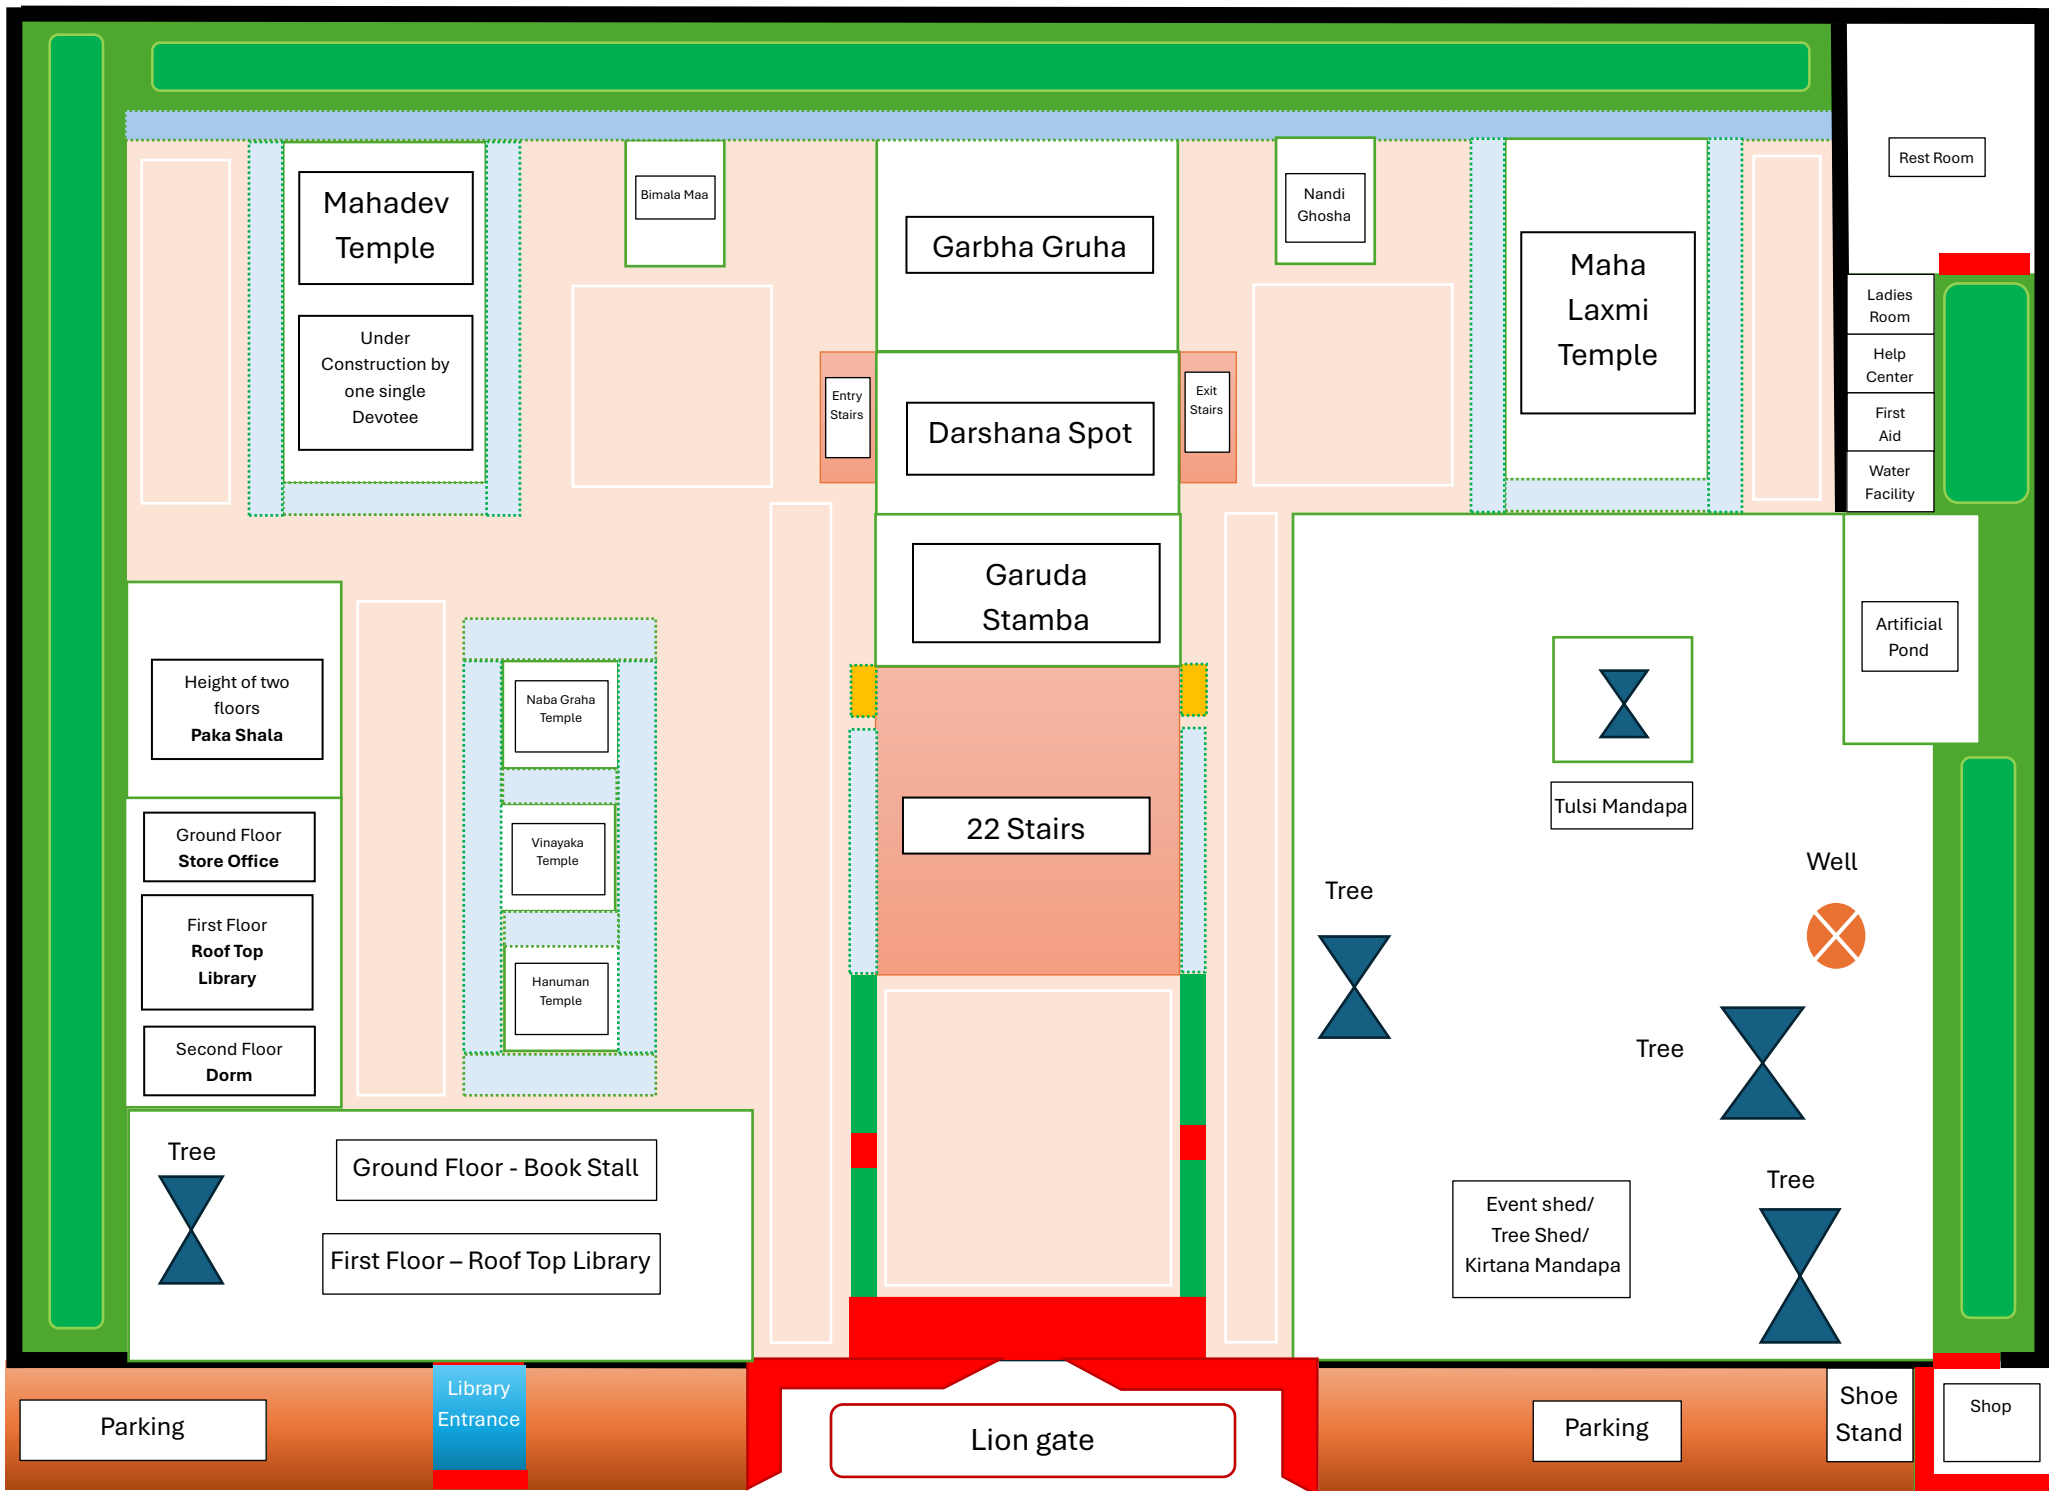 Rest Room
Mahadev
Temple
Bimala Maa
Garbha Gruha
Nandi
Ghosha
Maha
Laxmi
Temple
Under
Construction by
one single
Devotee
Entry
Stairs
Darshana Spot
Exit
Stairs
Ladies
Room
Help
Center
First
Aid
Water
Facility
Garuda
Stamba
Artificial
Pond
Height of two
floors
Paka Shala
Naba Graha
Temple
22 Stairs
Tulsi Mandapa
Ground Floor
Store Office
Vinayaka
Temple
Well
Tree
First Floor
Roof Top
Library
Hanuman
Temple
Tree
Second Floor
Dorm
Tree
Ground Floor - Book Stall
First Floor – Roof Top Library
Tree
Event shed/
Tree Shed/
Kirtana Mandapa
Parking
Library
Entrance
Lion gate
Parking
Shoe
Stand
Shop